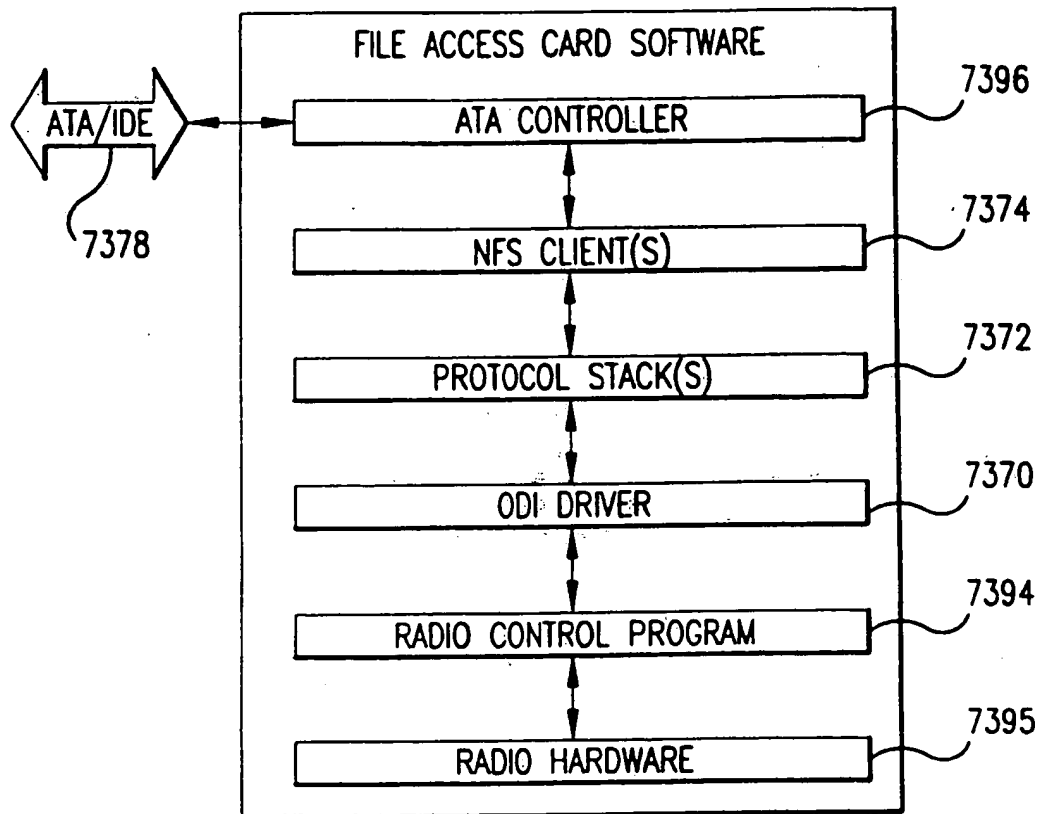 FILE ACCESS CARD SOFTWARE
7396
ATA/IDE
ATA CONTROLLER
7378
7374
NFS CLIENT(S)
7372
PROTOCOL STACK(S)
7370
ODI DRIVER
7394
RADIO CONTROL PROGRAM
7395
RADIO HARDWARE